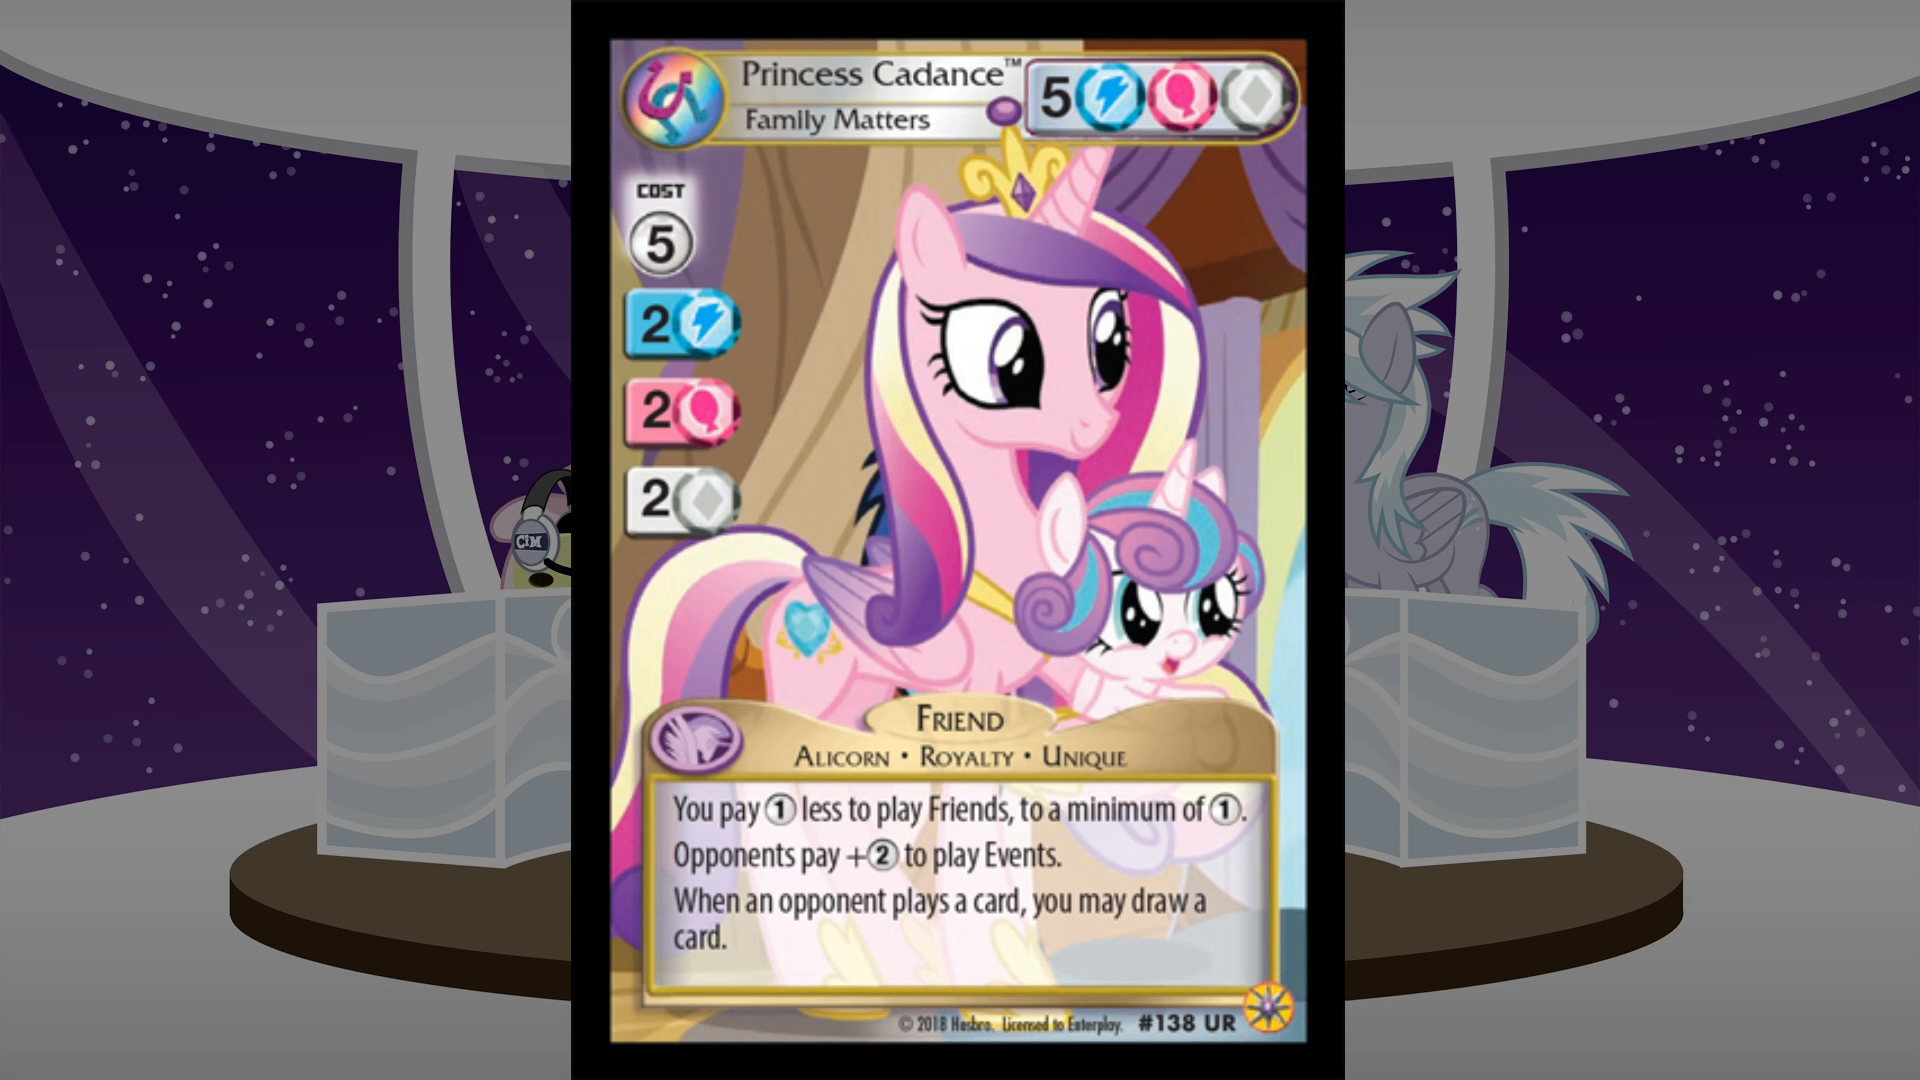 Princess Cadance™
Family Matters
5
COST
5
2
2
2
CiM
FRIEND
ALICORN • ROYALTY • UNIQUE
You pay 1 less to play Friends, to a minimum of 1.
Opponents pay +2 to play Events.
When an opponent plays a card, you may draw a
card.
© 2018 Hasbro. Licensed to Enterplay. #138 UR